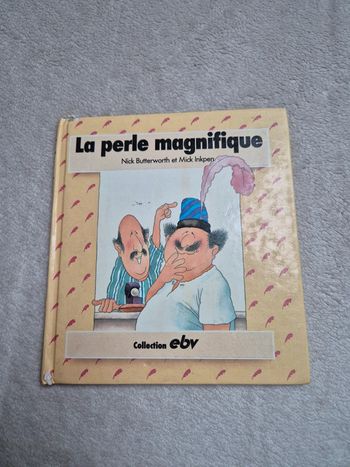 La perle magnifique
Nick Butterworth et Mick Inkpen
Collection ebv